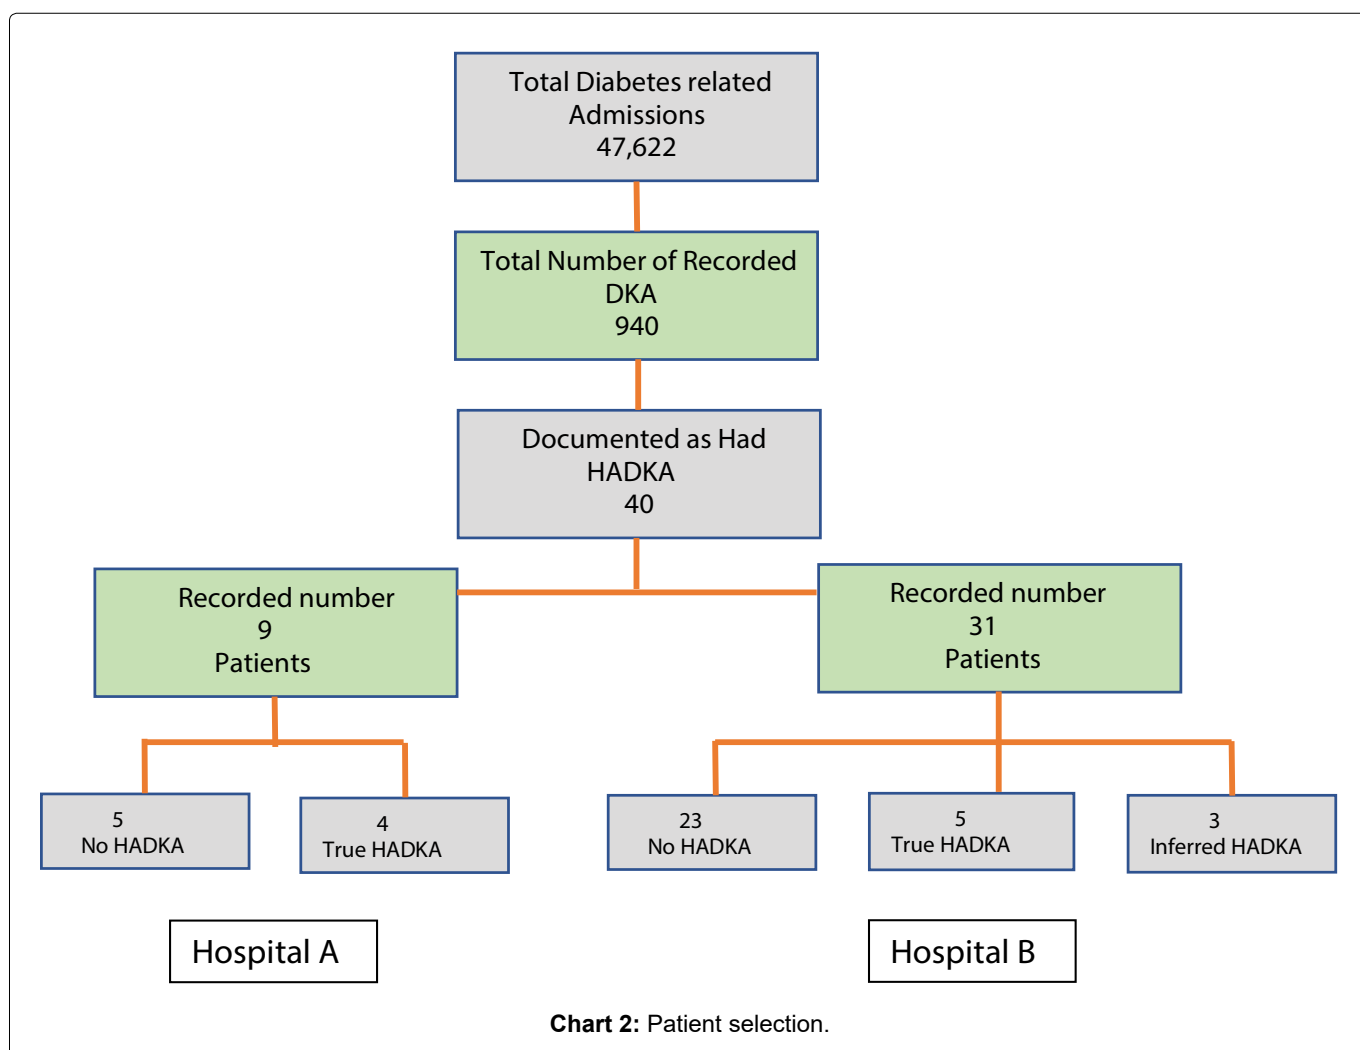 Total Diabetes related
Admissions
47,622
Total Number of Recorded
DKA
940
Documented as Had
HADKA
40
Recorded number
9
Patients
Recorded number
31
Patients
5
No HADKA
4
True HADKA
23
No HADKA
5
True HADKA
3
Inferred HADKA
Hospital A
Hospital B
Chart 2: Patient selection.